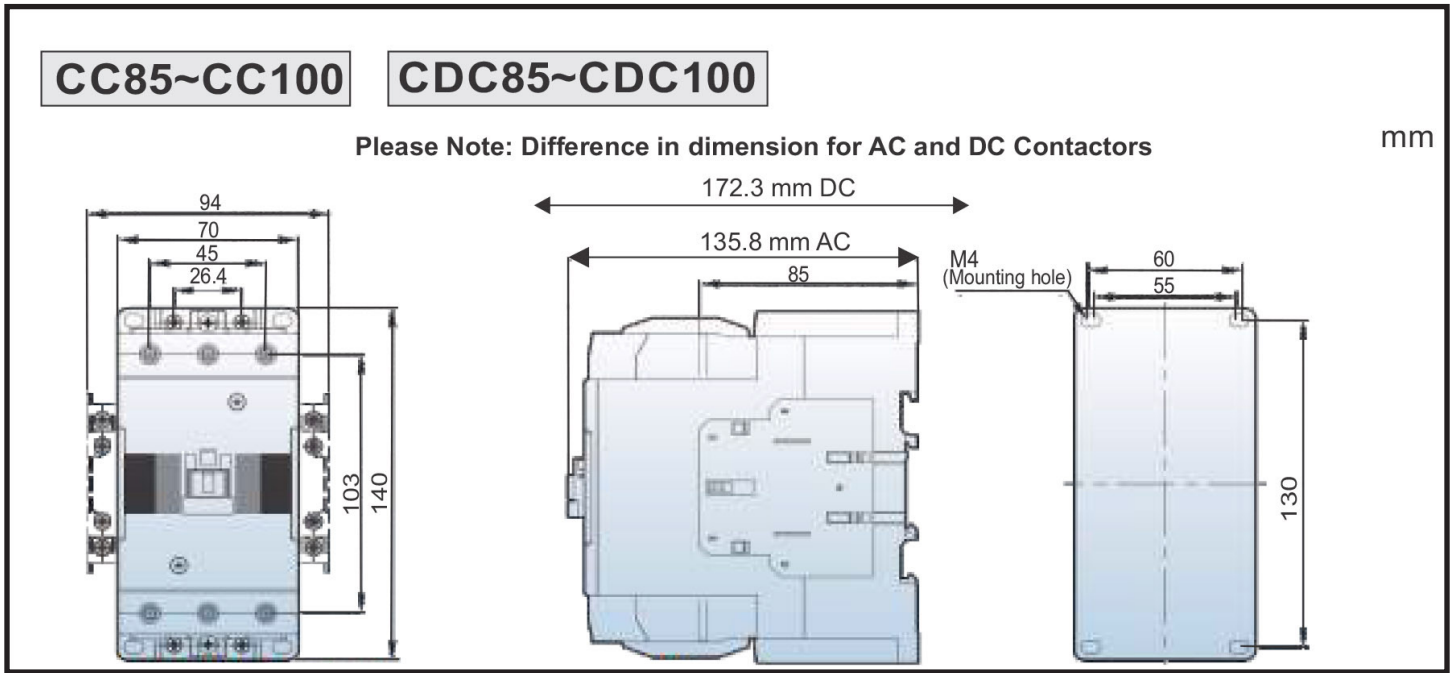 CC85~CC100
CDC85~CDC100
Please Note: Difference in dimension for AC and DC Contactors
mm
172.3 mm DC
135.8 mm AC
85
94
70
45
26.4
103
140
M4
(Mounting hole)
60
55
130